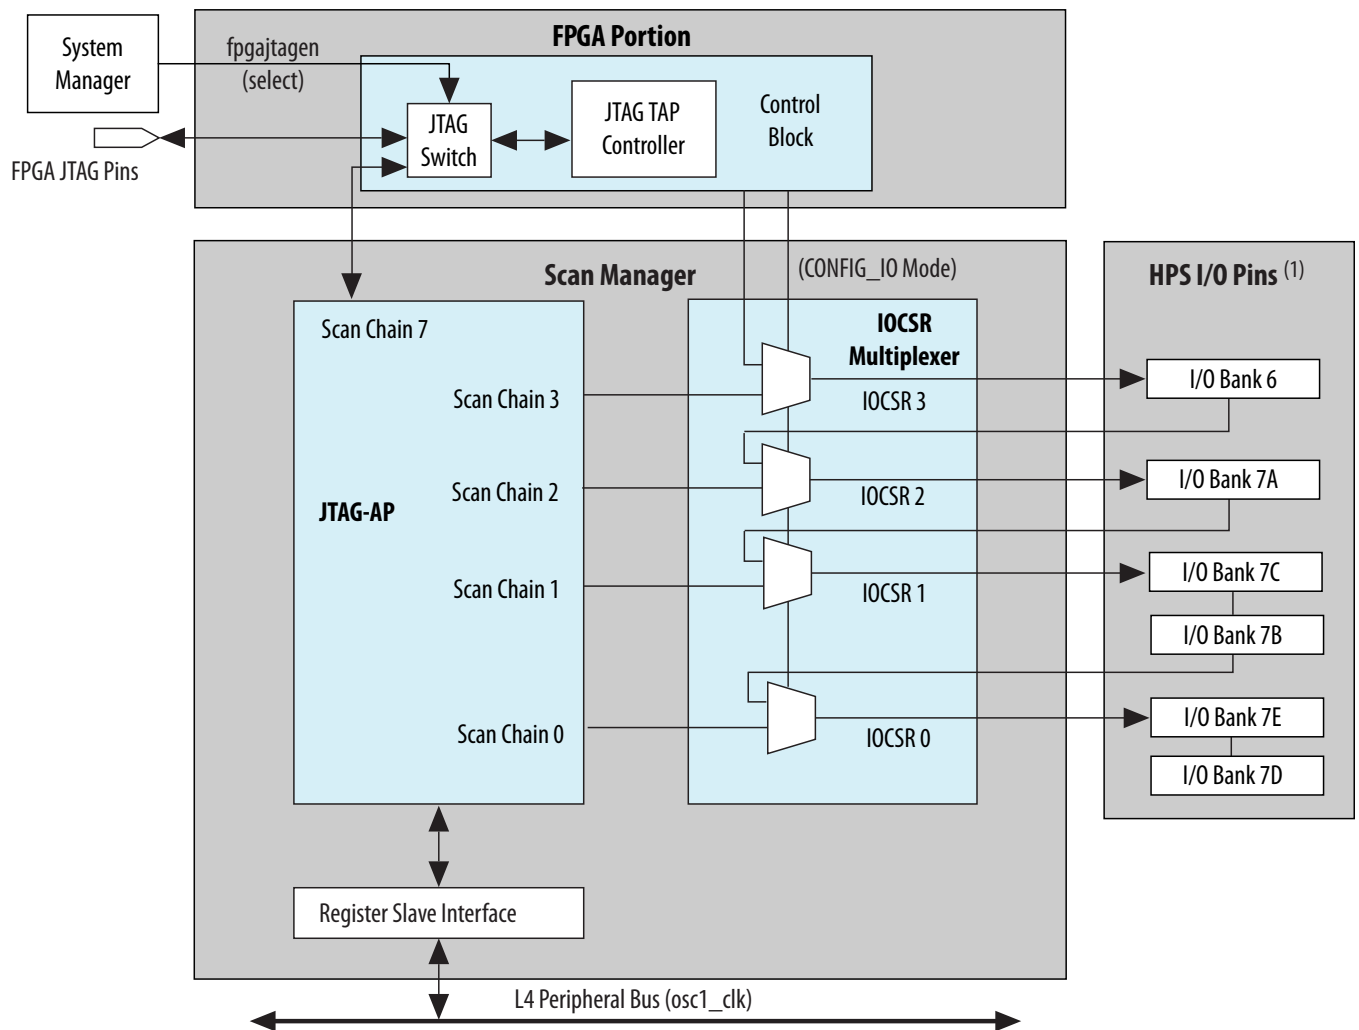 System
Manager
fpgajtagen
(select)
FPGA Portion
JTAG
Switch
JTAG TAP
Controller
Control
Block
FPGA JTAG Pins
Scan Manager
(CONFIG_IO Mode)
HPS I/O Pins (1)
Scan Chain 7
IOCSR
Multiplexer
Scan Chain 3
IOCSR 3
I/O Bank 6
Scan Chain 2
IOCSR 2
I/O Bank 7A
JTAG-AP
Scan Chain 1
IOCSR 1
I/O Bank 7C
I/O Bank 7B
Scan Chain 0
IOCSR 0
I/O Bank 7E
I/O Bank 7D
Register Slave Interface
L4 Peripheral Bus (osc1_clk)